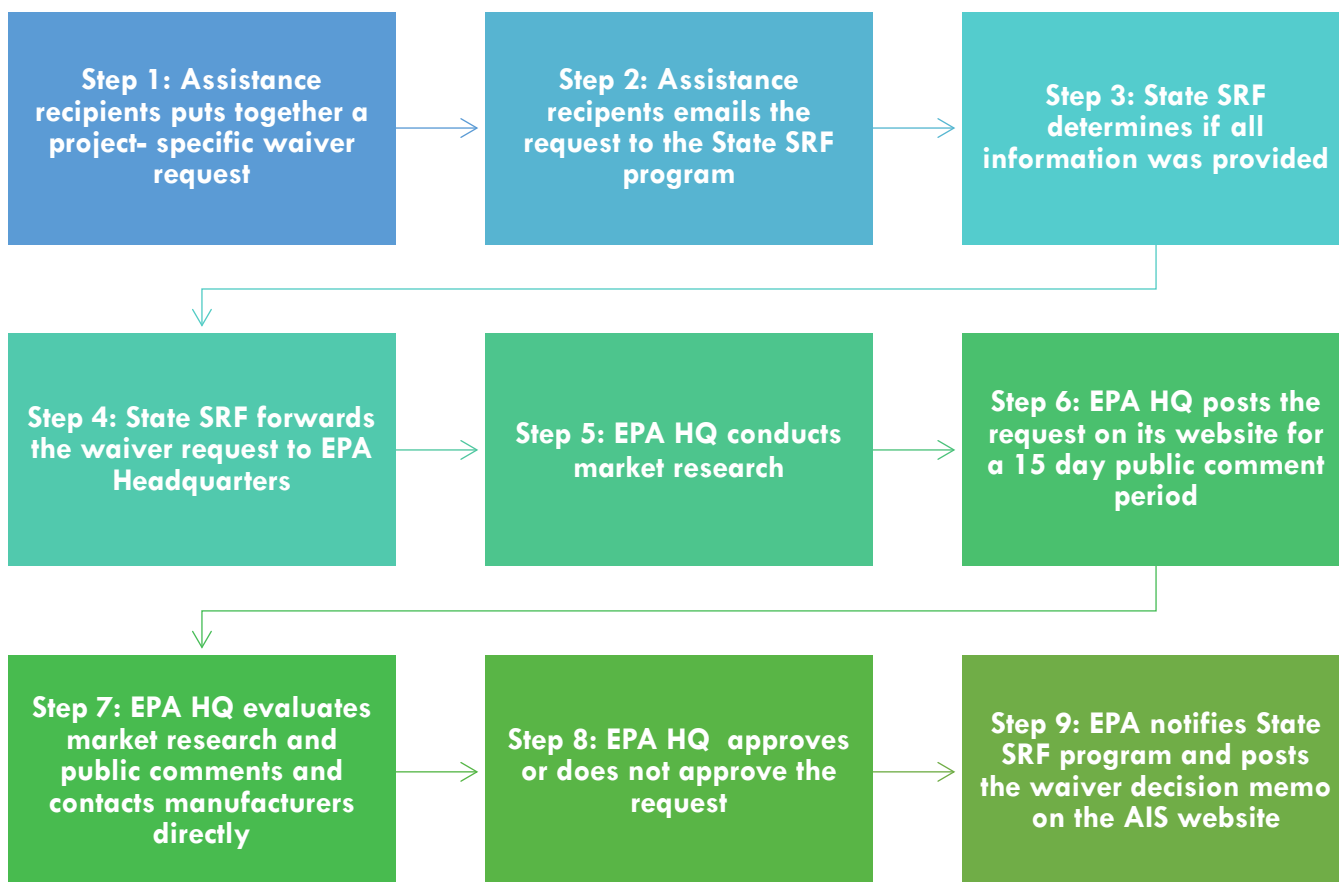 Step 1: Assistance
recipients puts together a
project- specific waiver
request
Step 2: Assistance
recipents emails the
request to the State SRF
program
Step 3: State SRF
determines if all
information was provided
Step 4: State SRF forwards
the waiver request to EPA
Headquarters
Step 5: EPA HQ conducts
market research
Step 6: EPA HQ posts the
request on its website for
a 15 day public comment
period
Step 7: EPA HQ evaluates
market research and
public comments and
contacts manufacturers
directly
Step 8: EPA HQ  approves
or does not approve the
request
Step 9: EPA notifies State
SRF program and posts
the waiver decision memo
on the AIS website